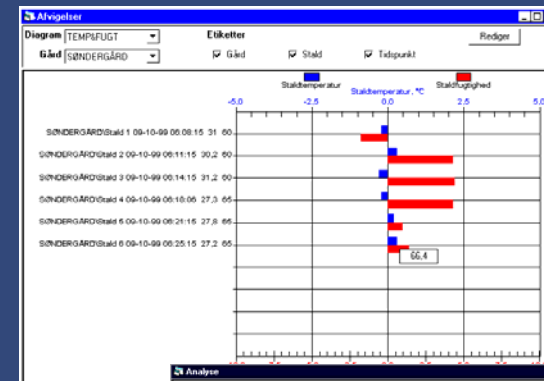 Afvigelser
Diagram TEMP&FUGT Etiketter Rediger
Gård SØNDERGÅRD Gård Stald Tidspunkt
Staldtemperatur Staldfugtighed
Staldtemperatur, °C
-5.0 -2.5 0.0 2.5 5.0
SØNDERGÅRD\Stald 1 09-10-99 06:08:15 31 60
SØNDERGÅRD\Stald 2 09-10-99 06:11:15 30,2 60
SØNDERGÅRD\Stald 3 09-10-99 06:14:15 31,2 60
SØNDERGÅRD\Stald 4 09-10-99 06:18:06 27,3 65
SØNDERGÅRD\Stald 5 09-10-99 06:21:15 27,8 65
SØNDERGÅRD\Stald 6 09-10-99 06:25:15 27,2 65
66,4
Analyse